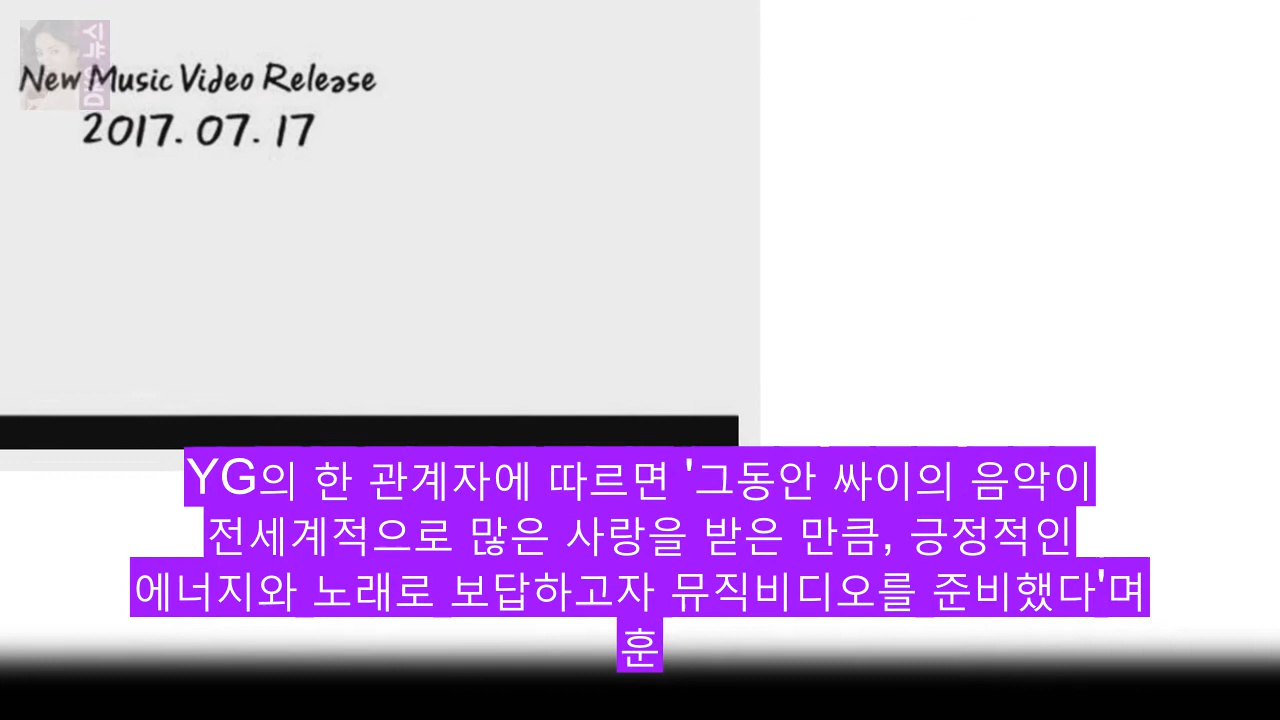 New Music Video Release
2017. 07. 17
뉴스
YG의 한 관계자에 따르면 '그동안 싸이의 음악이
전세계적으로 많은 사랑을 받은 만큼, 긍정적인
에너지와 노래로 보답하고자 뮤직비디오를 준비했다'며
훈